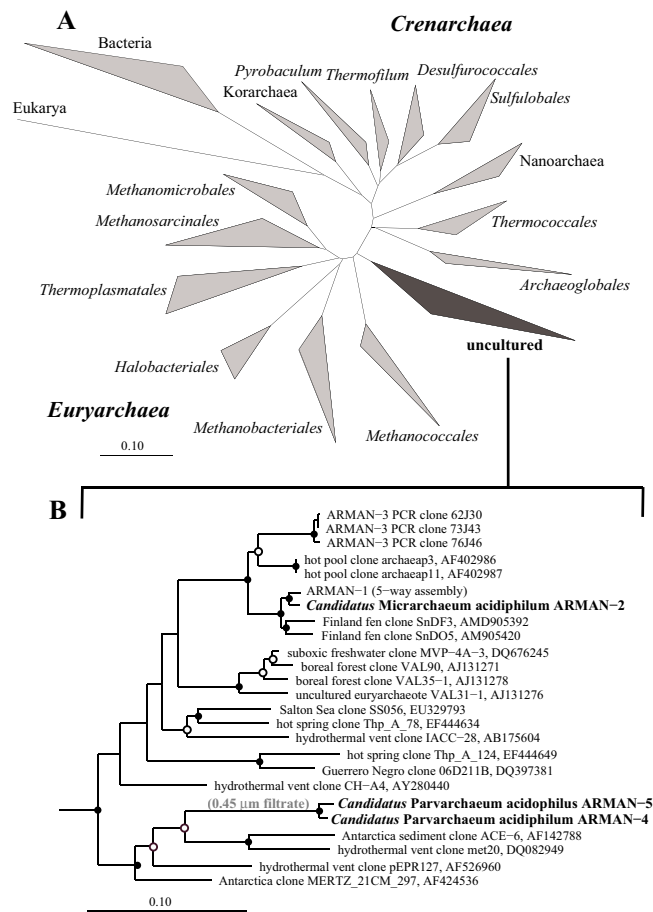 A
Crenarchaea
Bacteria
Pyrobaculum
Thermofilum
Desulfurococcales
Korarchaea
Sulfulobales
Eukarya
Nanoarchaea
Methanomicrobales
Methanosarcinales
Thermococcales
Thermoplasmatales
Archaeoglobales
uncultured
Halobacteriales
Euryarchaea
Methanobacteriales
Methanococcales
0.10
B
ARMAN−3 PCR clone 62J30
ARMAN−3 PCR clone 73J43
ARMAN−3 PCR clone 76J46
hot pool clone archaeap3, AF402986
hot pool clone archaeap11, AF402987
ARMAN−1 (5−way assembly)
Candidatus Micrarchaeum acidiphilum ARMAN−2
Finland fen clone SnDF3, AMD905392
Finland fen clone SnDO5, AM905420
suboxic freshwater clone MVP−4A−3, DQ676245
boreal forest clone VAL90, AJ131271
boreal forest clone VAL35−1, AJ131278
uncultured euryarchaeote VAL31−1, AJ131276
Salton Sea clone SS056, EU329793
hot spring clone Thp_A_78, EF444634
hydrothermal vent clone IACC−28, AB175604
hot spring clone Thp_A_124, EF444649
Guerrero Negro clone 06D211B, DQ397381
hydrothermal vent clone CH−A4, AY280440
(0.45 µm filtrate)
Candidatus Parvarchaeum acidophilus ARMAN−5
Candidatus Parvarchaeum acidiphilum ARMAN−4
Antarctica sediment clone ACE−6, AF142788
hydrothermal vent clone met20, DQ082949
hydrothermal vent clone pEPR127, AF526960
Antarctica clone MERTZ_21CM_297, AF424536
0.10